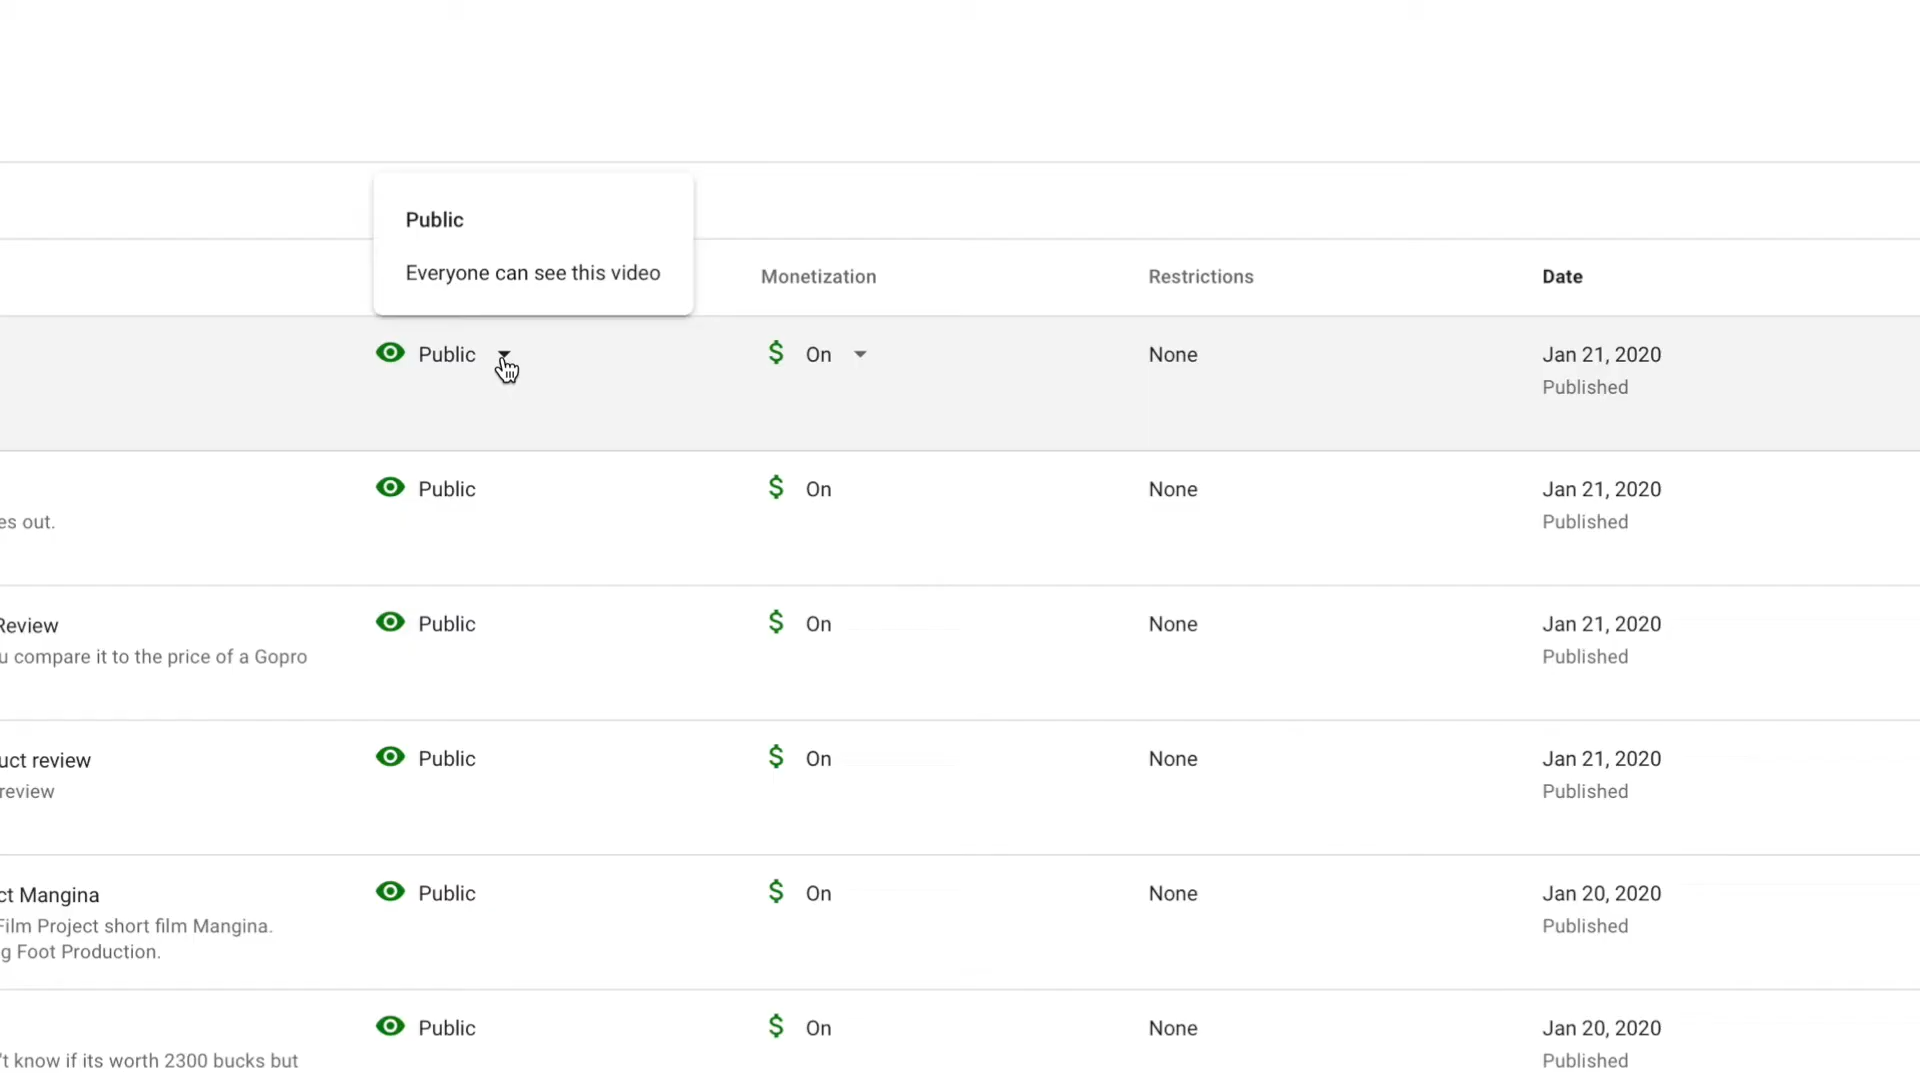 Public
Everyone can see this video
Monetization
Restrictions
Date
Public
On
None
Jan 21, 2020
Published
Public
On
None
Jan 21, 2020
es out.
Published
Review
Public
On
None
Jan 21, 2020
u compare it to the price of a Gopro
Published
uct review
Public
On
None
Jan 21, 2020
review
Published
ct Mangina
Public
On
None
Jan 20, 2020
Film Project short film Mangina.
Published
g Foot Production.
Public
On
None
Jan 20, 2020
't know if its worth 2300 bucks but
Published